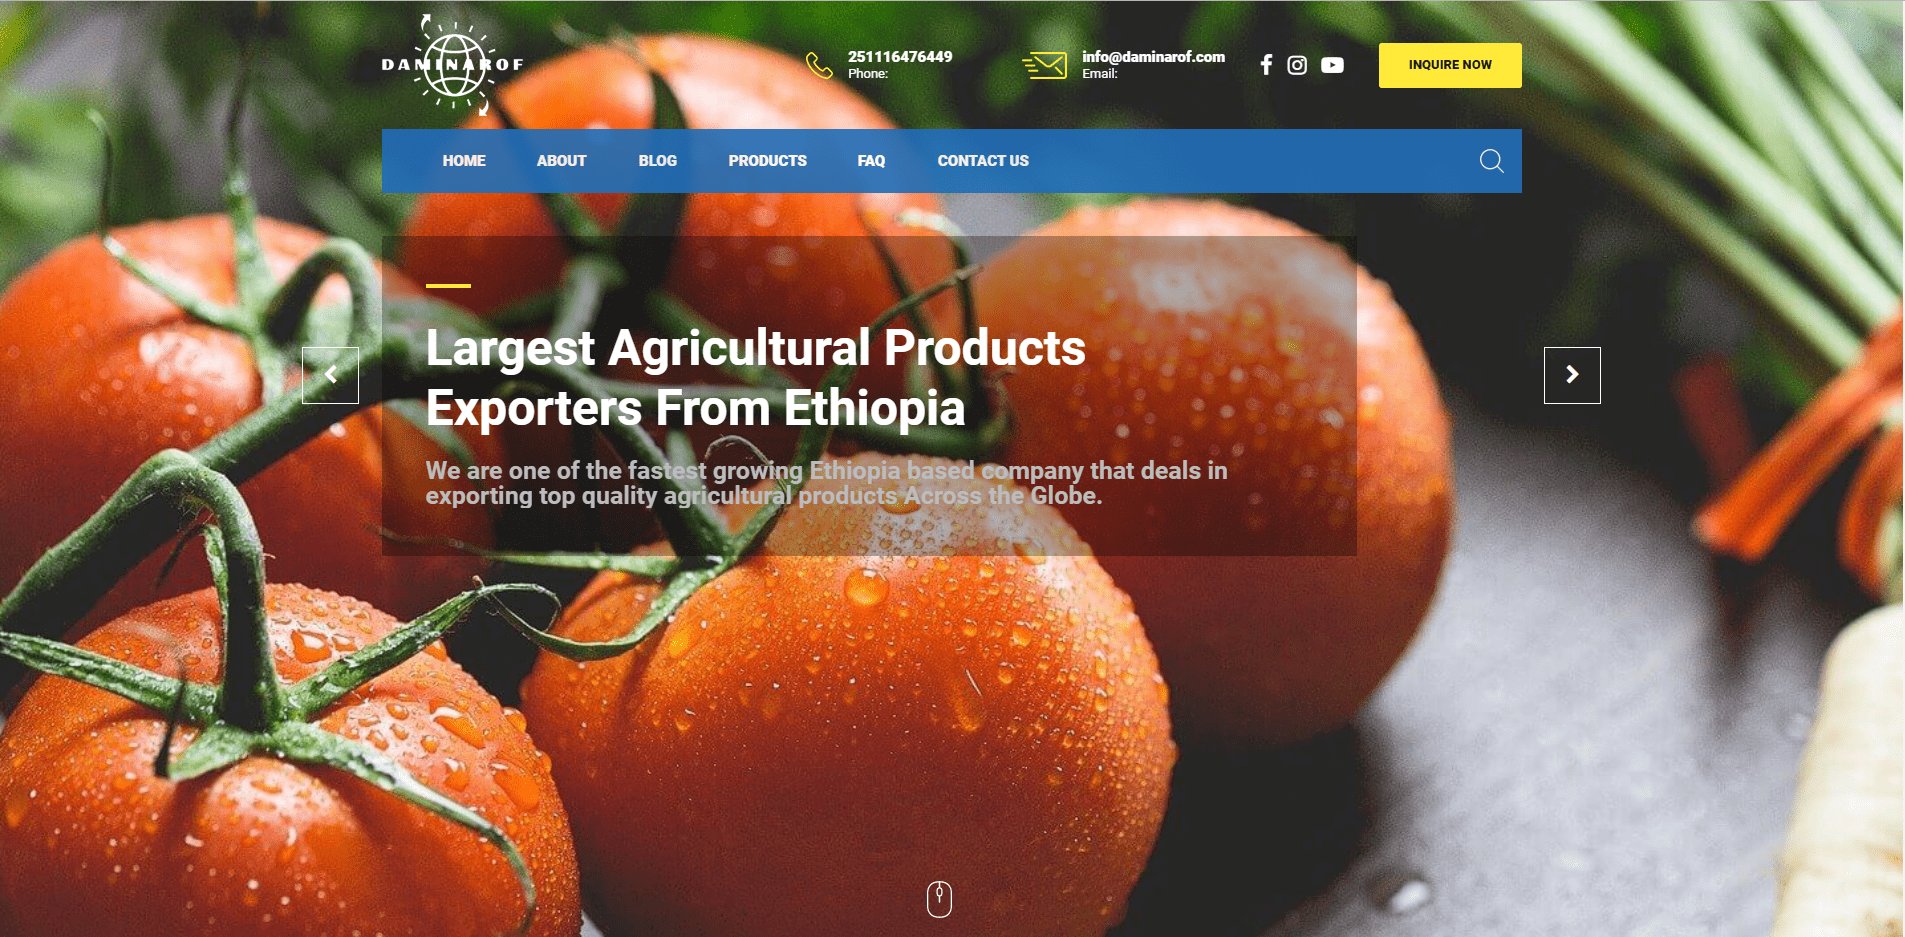 DAMINAROF
251116476449
Phone:
info@daminarof.com
Email:
INQUIRE NOW
HOME ABOUT BLOG PRODUCTS FAQ CONTACT US
Largest Agricultural Products
Exporters From Ethiopia
We are one of the fastest growing Ethiopia based company that deals in
exporting top quality agricultural products Across the Globe.